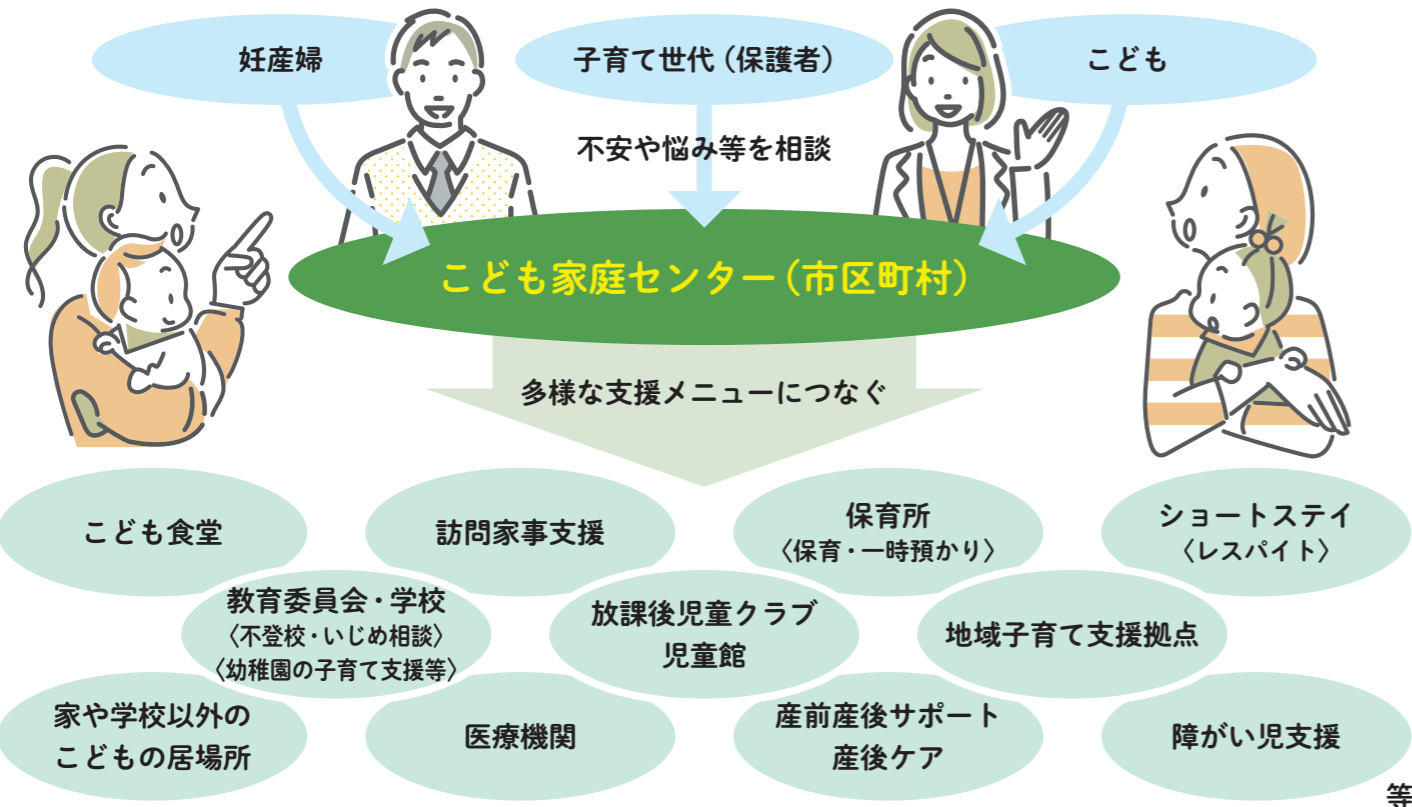 妊産婦
子育て世代（保護者）
こども
不安や悩み等を相談
こども家庭センター（市区町村）
多様な支援メニューにつなぐ
こども食堂
訪問家事支援
保育所
〈保育・一時預かり〉
ショートステイ
〈レスパイト〉
教育委員会・学校
〈不登校・いじめ相談〉
〈幼稚園の子育て支援等〉
放課後児童クラブ
児童館
地域子育て支援拠点
家や学校以外の
こどもの居場所
医療機関
産前産後サポート
産後ケア
障がい児支援
等